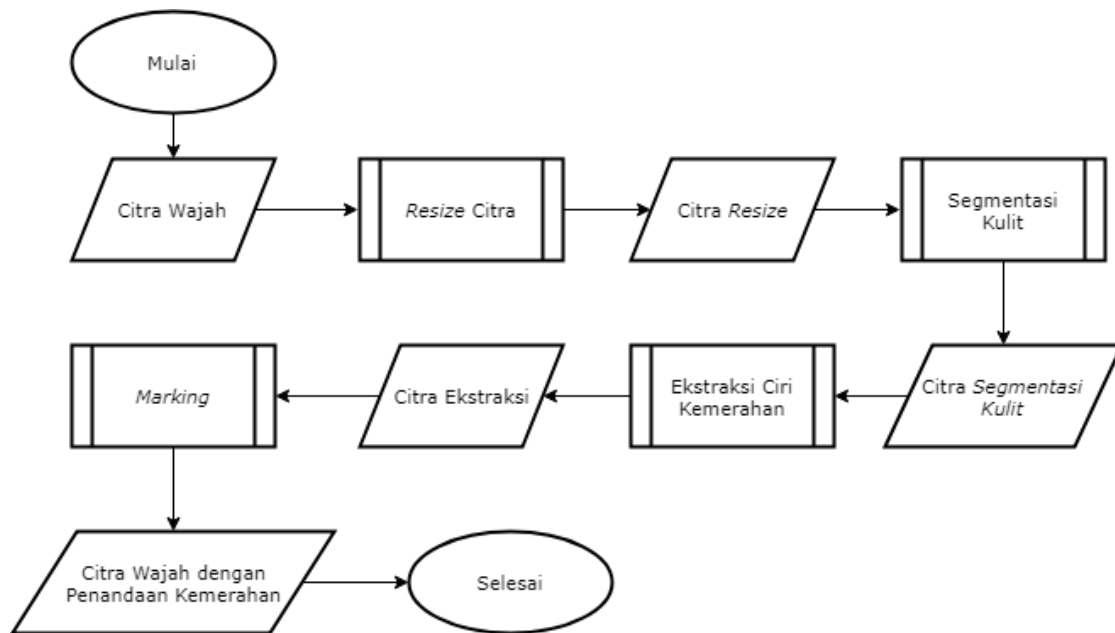 Mulai
Citra Wajah
Resize Citra
Citra Resize
Segmentasi
Kulit
Citra Segmentasi
Kulit
Ekstraksi Ciri
Kemerahan
Citra Ekstraksi
Marking
Citra Wajah dengan
Penandaan Kemerahan
Selesai